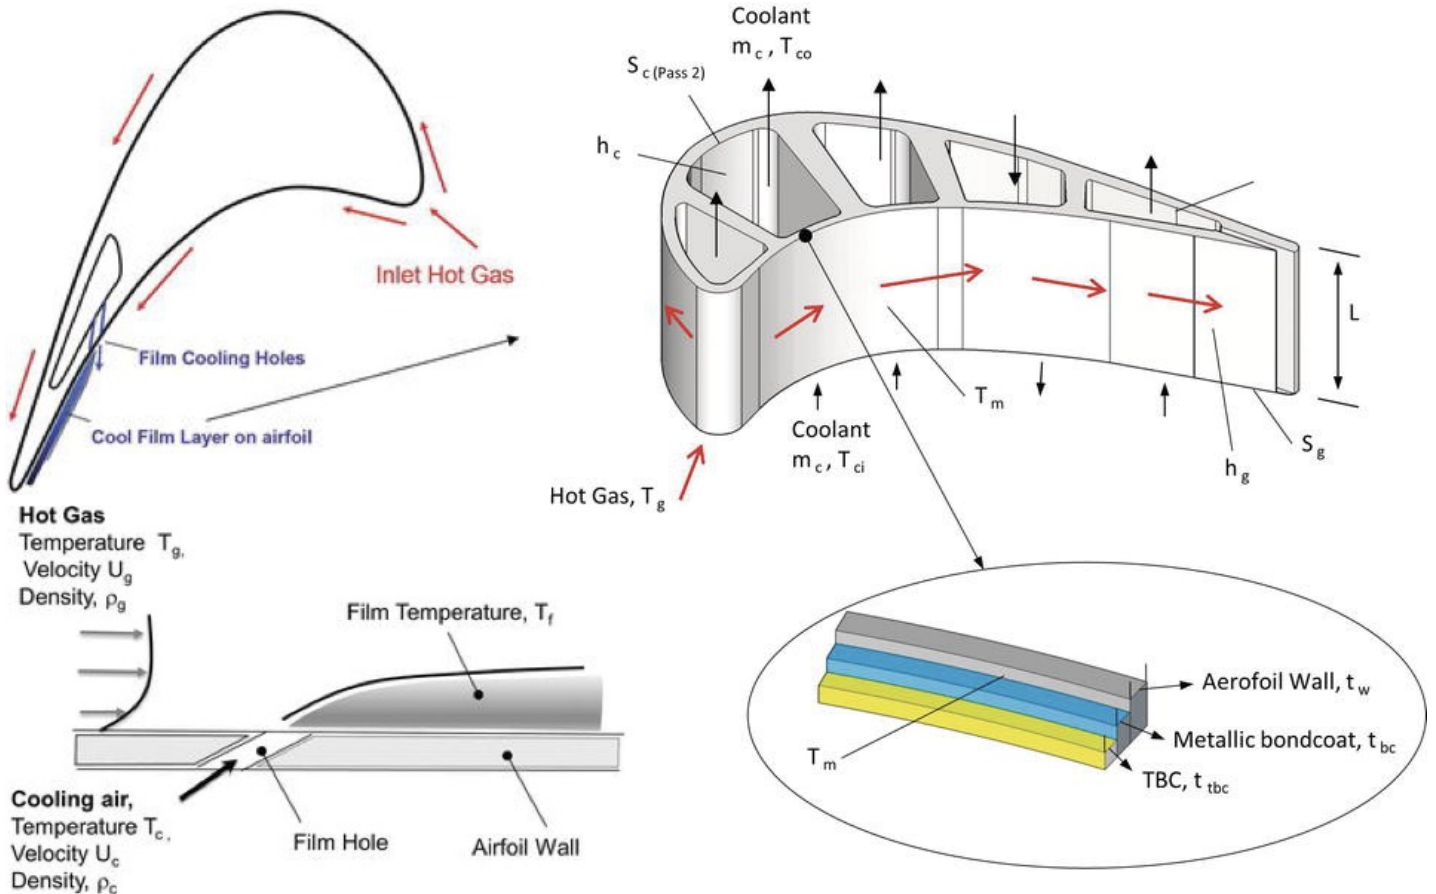 Inlet Hot Gas
Film Cooling Holes
Cool Film Layer on airfoil
Coolant
m c , T co
S c (Pass 2)
h c
L
T m
Coolant
m c , T ci
S g
h g
Hot Gas, T g
Hot Gas
Temperature T g,
Velocity U g
Density, ρ g
Film Temperature, T f
Cooling air,
Temperature T c ,
Velocity U c
Density, ρ c
Film Hole
Airfoil Wall
Aerofoil Wall, t w
Metallic bondcoat, t bc
TBC, t tbc
T m